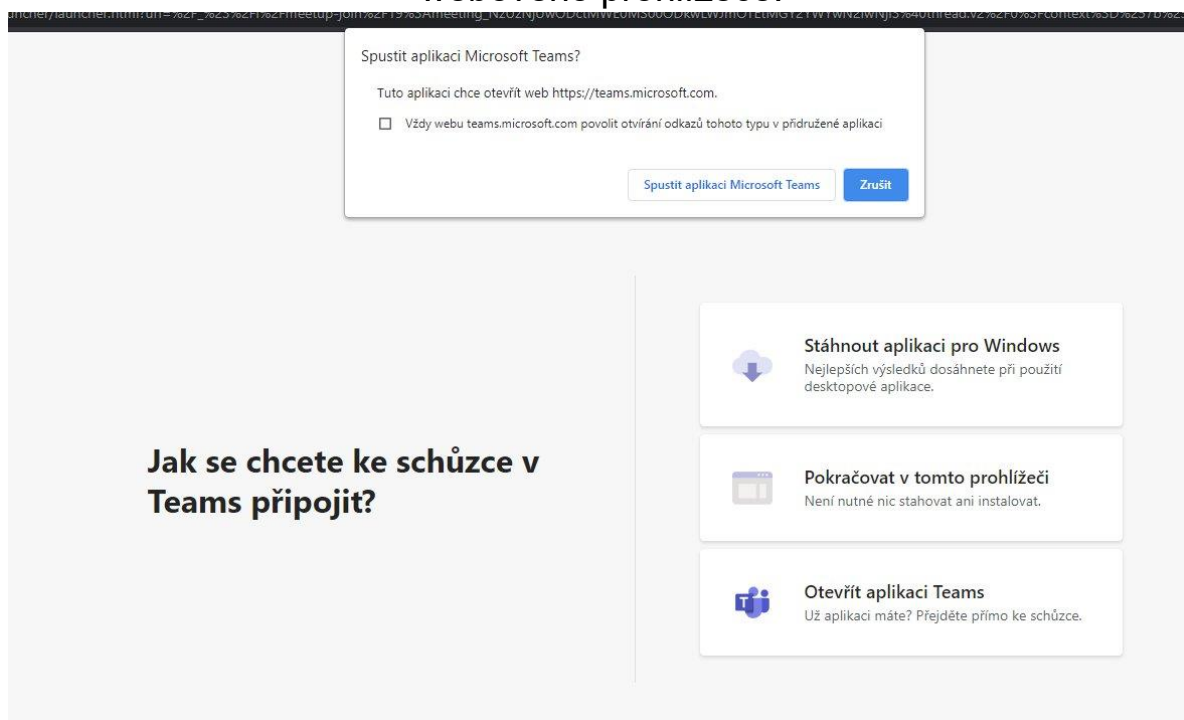 webového prohlížeče.
Spustit aplikaci Microsoft Teams?
Tuto aplikaci chce otevřít web https://teams.microsoft.com.
Vždy webu teams.microsoft.com povolit otvírání odkazů tohoto typu v přidružené aplikaci
Spustit aplikaci Microsoft Teams
Zrušit
Jak se chcete ke schůzce v
Teams připojit?
Stáhnout aplikaci pro Windows
Nejlepších výsledků dosáhnete při použití
desktopové aplikace.
Pokračovat v tomto prohlížeči
Není nutné nic stahovat ani instalovat.
Otevřít aplikaci Teams
Už aplikaci máte? Přejděte přímo ke schůzce.